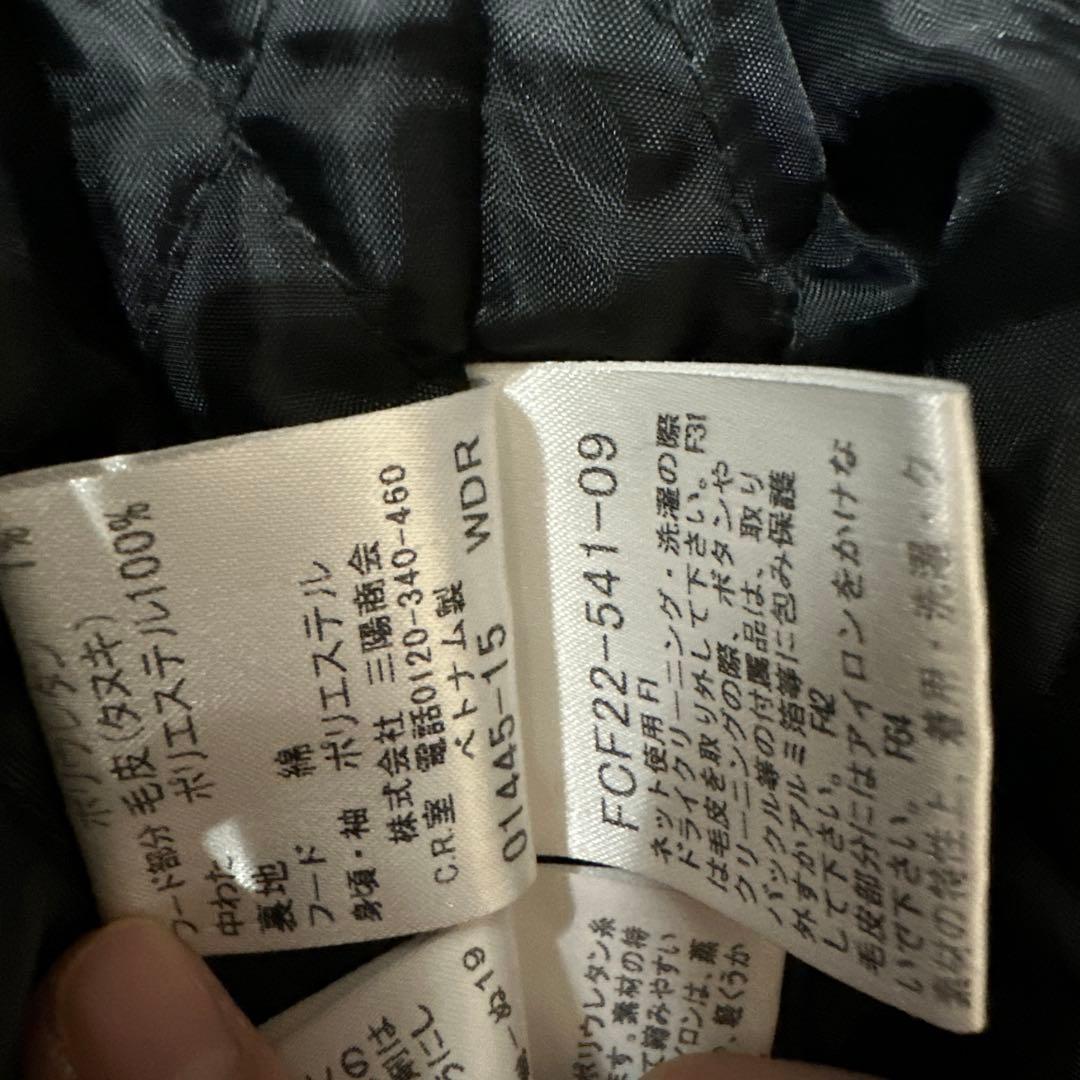 1%
ポリウレタン
フード部分 毛皮(タヌキ)
中わた ポリエステル100%
裏地
フード 綿
身頃・袖 ポリエステル
株式会社 三陽商会
C.R.室 電話0120-340-460
ベトナム製
01445-15 WDR
FCF22-541-09
ネット使用 F1
ドライクリーニング・洗濯の際
は毛皮を取り外して下さい。 F31
クリーニングの際、ボタンや
バックル等の付属品は、取り
外すかアルミ箔等に包み保護
して下さい。 F42
毛皮部分にはアイロンをかけな
いで下さい。 F64
素材の特性上、着用・洗濯・ク
ぬ19
ポリウレタン糸
ます。素材の特
て縮みやすい
イロンは、蒸
、軽くうか